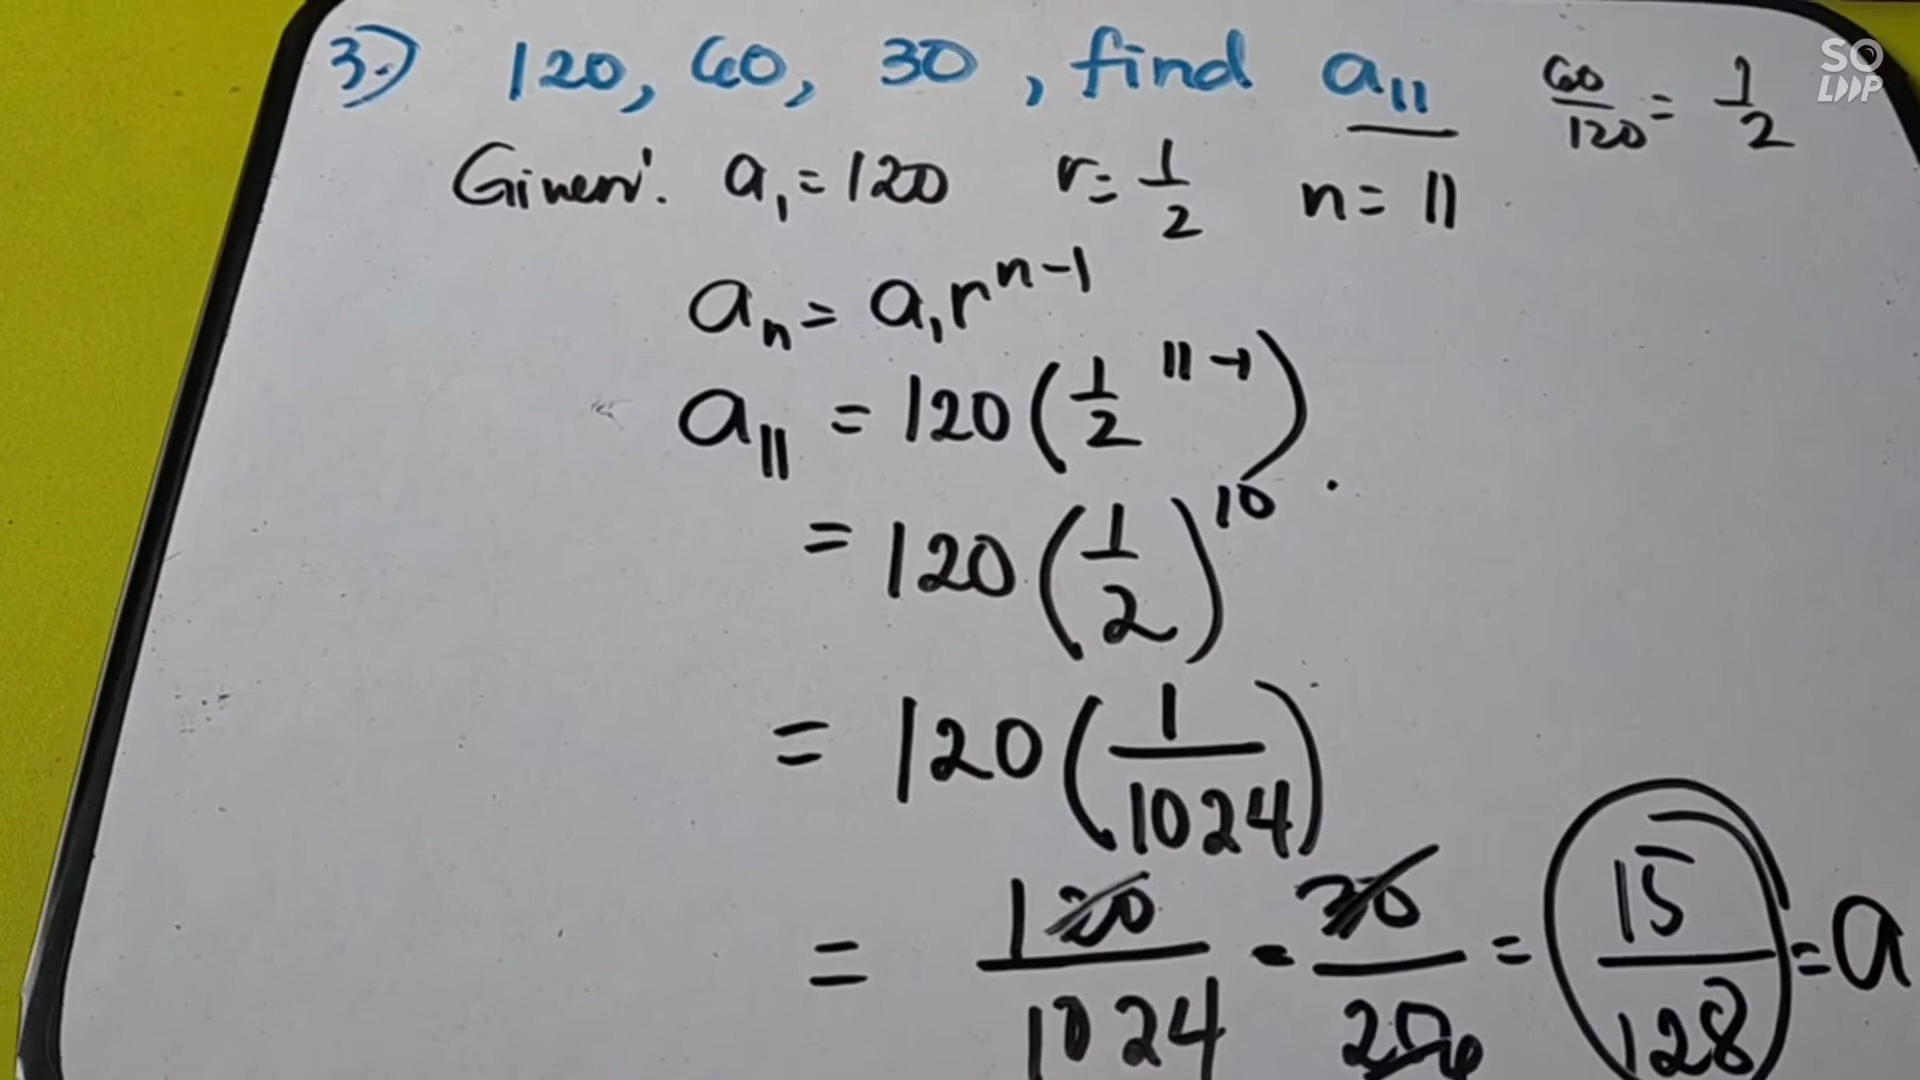 3.) 120, 60, 30, find a₁₁
60/120 = 1/2
SO LOOP
Given: a₁ = 120 r = 1/2 n = 11
aₙ = a₁rⁿ⁻¹
a₁₁ = 120 (1/2 ¹¹⁻¹)
= 120 (1/2)¹⁰
= 120 (1/1024)
= 120/1024 = 30/256 = 15/128 = a